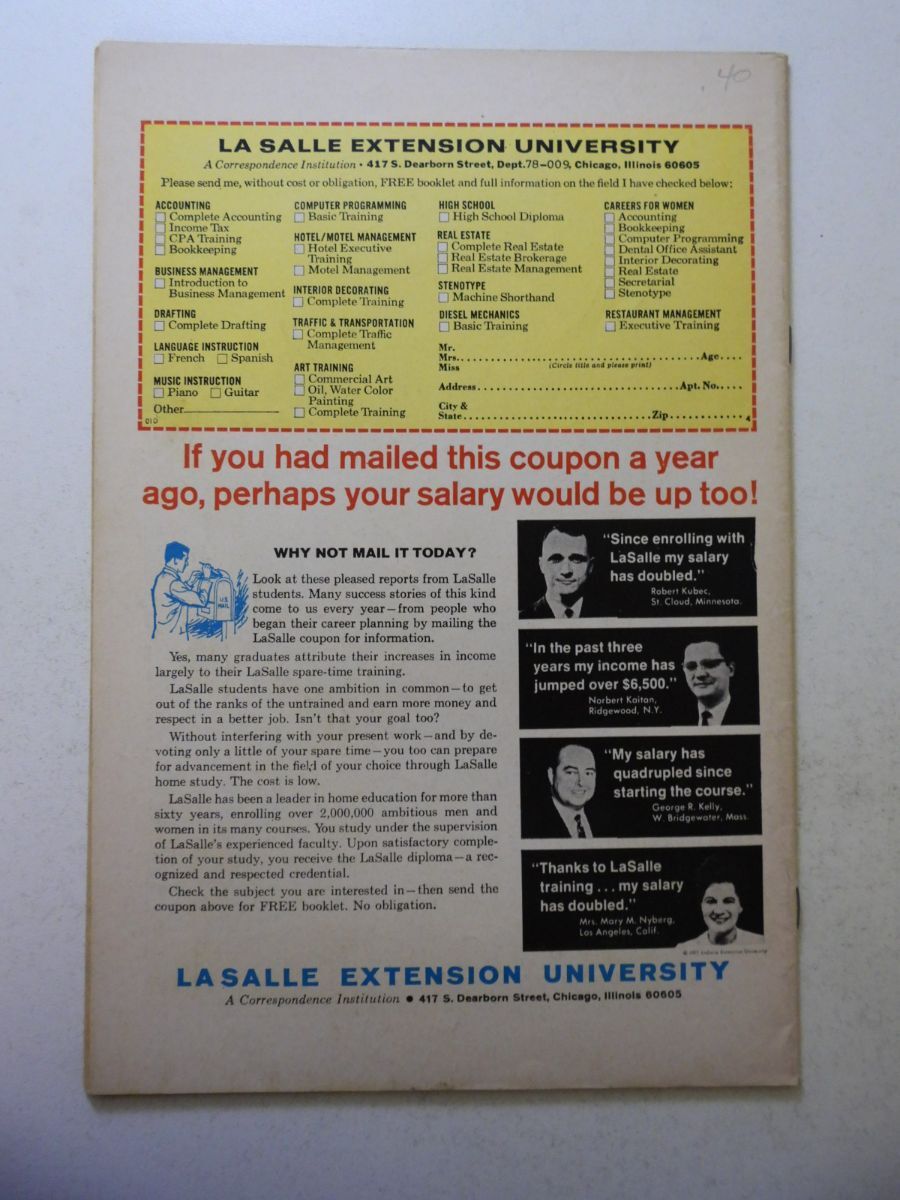 40
LA SALLE EXTENSION UNIVERSITY
A Correspondence Institution • 417 S. Dearborn Street, Dept. 78-009, Chicago, Illinois 60605
Please send me, without cost or obligation, FREE booklet and full information on the field I have checked below:
ACCOUNTING
Complete Accounting
Income Tax
CPA Training
Bookkeeping
BUSINESS MANAGEMENT
Introduction to
Business Management
DRAFTING
Complete Drafting
LANGUAGE INSTRUCTION
French Spanish
MUSIC INSTRUCTION
Piano Guitar
Other
010
COMPUTER PROGRAMMING
Basic Training
HOTEL/MOTEL MANAGEMENT
Hotel Executive
Training
Motel Management
INTERIOR DECORATING
Complete Training
TRAFFIC & TRANSPORTATION
Complete Traffic
Management
ART TRAINING
Commercial Art
Oil, Water Color
Painting
Complete Training
HIGH SCHOOL
High School Diploma
REAL ESTATE
Complete Real Estate
Real Estate Brokerage
Real Estate Management
STENOTYPE
Machine Shorthand
DIESEL MECHANICS
Basic Training
CAREERS FOR WOMEN
Accounting
Bookkeeping
Computer Programming
Dental Office Assistant
Interior Decorating
Real Estate
Secretarial
Stenotype
RESTAURANT MANAGEMENT
Executive Training
Mr.
Mrs. Age
Miss (Circle title and please print)
Address Apt. No.
City &
State Zip 4
If you had mailed this coupon a year
ago, perhaps your salary would be up too!
WHY NOT MAIL IT TODAY?
U.S.
MAIL
Look at these pleased reports from LaSalle
students. Many success stories of this kind
come to us every year—from people who
began their career planning by mailing the
LaSalle coupon for information.
Yes, many graduates attribute their increases in income
largely to their LaSalle spare-time training.
LaSalle students have one ambition in common—to get
out of the ranks of the untrained and earn more money and
respect in a better job. Isn't that your goal too?
Without interfering with your present work—and by de-
voting only a little of your spare time—you too can prepare
for advancement in the field of your choice through LaSalle
home study. The cost is low.
LaSalle has been a leader in home education for more than
sixty years, enrolling over 2,000,000 ambitious men and
women in its many courses. You study under the supervision
of LaSalle's experienced faculty. Upon satisfactory comple-
tion of your study, you receive the LaSalle diploma—a rec-
ognized and respected credential.
Check the subject you are interested in—then send the
coupon above for FREE booklet. No obligation.
"Since enrolling with
LaSalle my salary
has doubled."
Robert Kubec,
St. Cloud, Minnesota.
"In the past three
years my income has
jumped over $6,500."
Norbert Kaitan,
Ridgewood, N.Y.
"My salary has
quadrupled since
starting the course."
George R. Kelly,
W. Bridgewater, Mass.
"Thanks to LaSalle
training . . . my salary
has doubled."
Mrs. Mary M. Nyberg,
Los Angeles, Calif.
LA SALLE EXTENSION UNIVERSITY
A Correspondence Institution • 417 S. Dearborn Street, Chicago, Illinois 60605